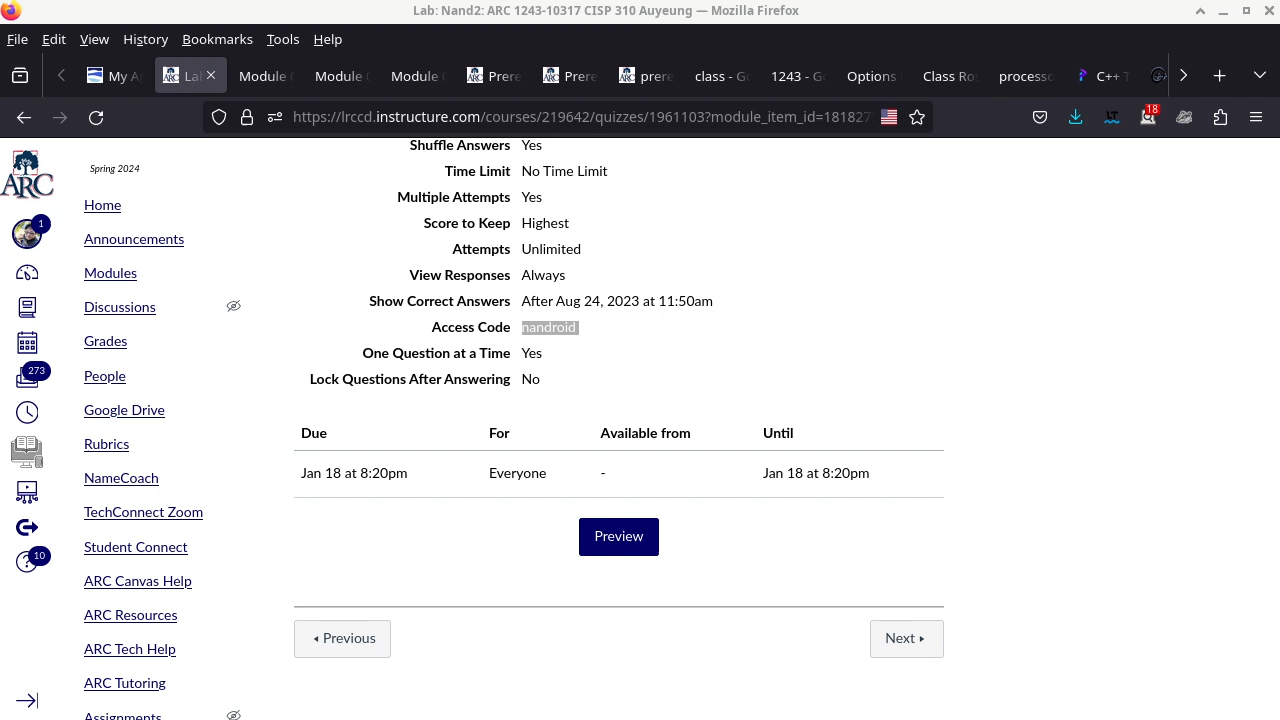 Lab: Nand2: ARC 1243-10317 CISP 310 Auyeung — Mozilla Firefox
File Edit View History Bookmarks Tools Help
My A La Module Module Module Prere Prere prere class - G 1243 - G Options Class Ro processo C++ T
https://lrccd.instructure.com/courses/219642/quizzes/1961103?module_item_id=181827
18
ARC
Spring 2024
1
273
10
Home
Announcements
Modules
Discussions
Grades
People
Google Drive
Rubrics
NameCoach
TechConnect Zoom
Student Connect
ARC Canvas Help
ARC Resources
ARC Tech Help
ARC Tutoring
Assignments
Shuffle Answers Yes
Time Limit No Time Limit
Multiple Attempts Yes
Score to Keep Highest
Attempts Unlimited
View Responses Always
Show Correct Answers After Aug 24, 2023 at 11:50am
Access Code nandroid
One Question at a Time Yes
Lock Questions After Answering No
Due For Available from Until
Jan 18 at 8:20pm Everyone - Jan 18 at 8:20pm
Preview
Previous Next